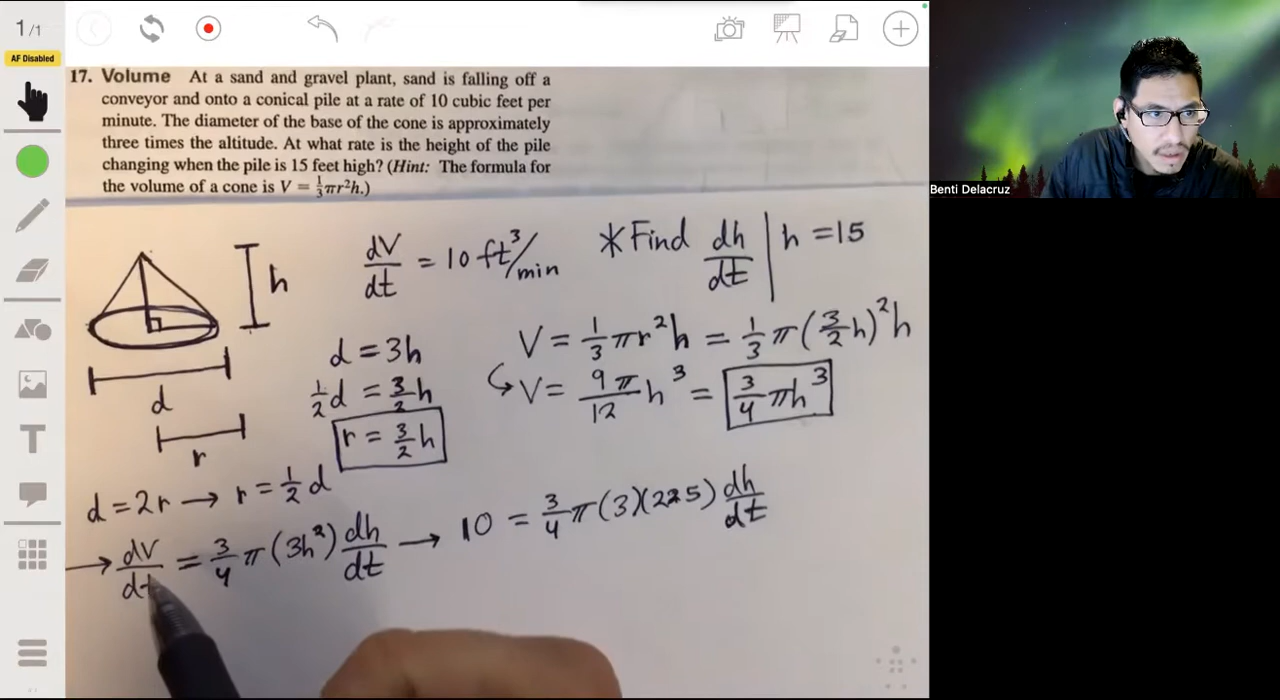 1/1
AF Disabled
17. Volume At a sand and gravel plant, sand is falling off a
conveyor and onto a conical pile at a rate of 10 cubic feet per
minute. The diameter of the base of the cone is approximately
three times the altitude. At what rate is the height of the pile
changing when the pile is 15 feet high? (Hint: The formula for
the volume of a cone is V = 1/3 πr²h.)
Benti Delacruz
h
dV/dt = 10 ft³/min
*Find dh/dt | h = 15
d
r
d = 3h
1/2 d = 3/2 h
r = 3/2 h
V = 1/3 πr²h = 1/3 π(3/2 h)²h
V = 9π/12 h³ = 3/4 πh³
d = 2r → r = 1/2 d
→ dV/dt = 3/4 π(3h²) dh/dt → 10 = 3/4 π(3)(225) dh/dt
T